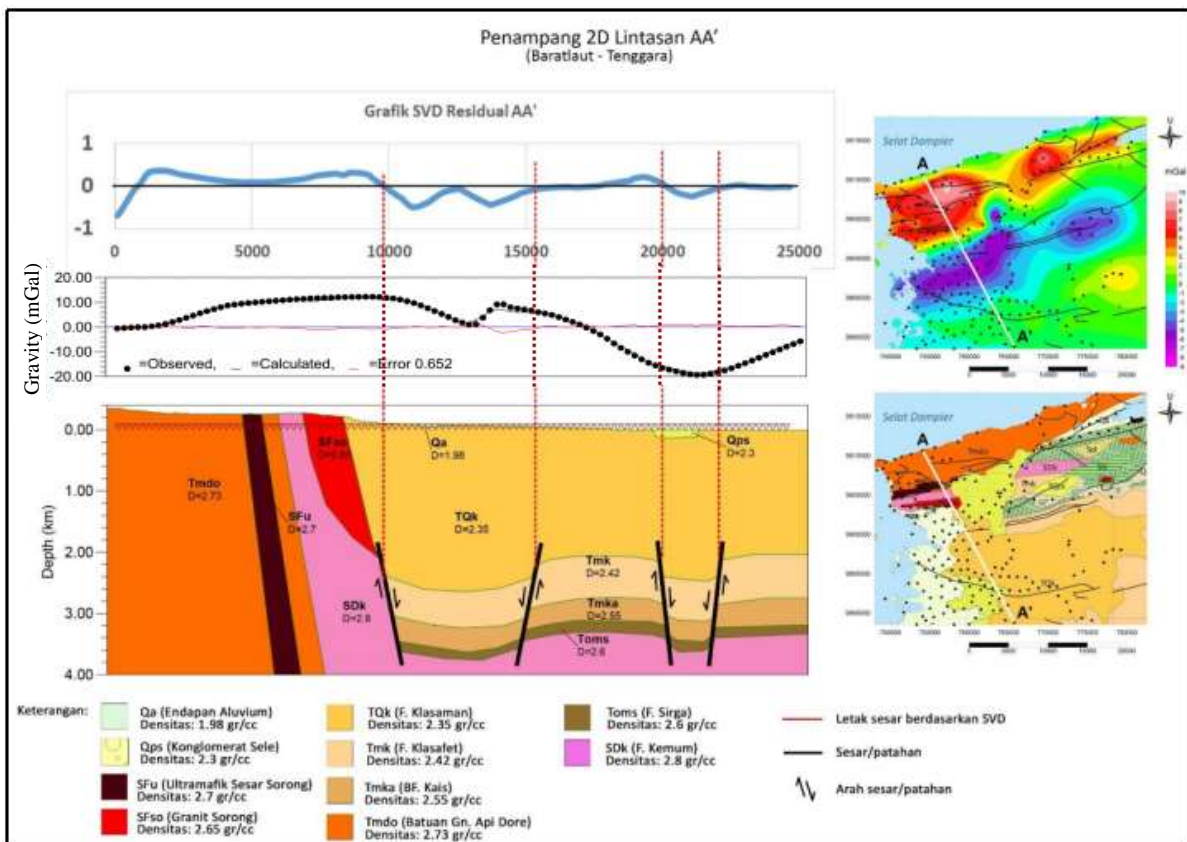 Penampang 2D Lintasan AA'
(Baratlaut - Tenggara)
Grafik SVD Residual AA'
1
0
-1
0
5000
10000
15000
20000
25000
Gravity (mGal)
20.00
10.00
0.00
-10.00
-20.00
=Observed, =Calculated, =Error 0.652
Depth (km)
0.00
1.00
2.00
3.00
4.00
Tmdo
D=2.73
SFu
D=2.7
SFso
SDk
D=2.8
Qa
D=1.98
TQk
D=2.35
Qps
D=2.3
Tmk
D=2.42
Tmka
D=2.55
Toms
D=2.6
Selat Dampier
A
A'
U
mGal
Selat Dampier
A
A'
U
Tmdo
SDk
TQk
Keterangan:
Qa (Endapan Aluvium)
Densitas: 1.98 gr/cc
Qps (Konglomerat Sele)
Densitas: 2.3 gr/cc
SFu (Ultramafik Sesar Sorong)
Densitas: 2.7 gr/cc
SFso (Granit Sorong)
Densitas: 2.65 gr/cc
TQk (F. Klasaman)
Densitas: 2.35 gr/cc
Tmk (F. Klasafet)
Densitas: 2.42 gr/cc
Tmka (BF. Kais)
Densitas: 2.55 gr/cc
Tmdo (Batuan Gn. Api Dore)
Densitas: 2.73 gr/cc
Toms (F. Sirga)
Densitas: 2.6 gr/cc
SDk (F. Kemum)
Densitas: 2.8 gr/cc
Letak sesar berdasarkan SVD
Sesar/patahan
Arah sesar/patahan